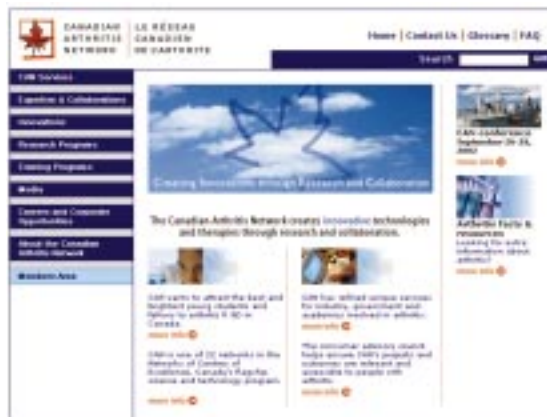 CANADIAN ARTHRITIS NETWORK
LE RÉSEAU CANADIEN DE L'ARTHRITE
Home | Contact Us | Glossary | FAQ
Search
CAN Services
Expertise & Collaborations
Innovations
Research Programs
Training Programs
Media
Careers and Corporate
Opportunities
About the Canadian
Arthritis Network
Members Area
Creating Innovations through Research and Collaboration
The Canadian Arthritis Network creates innovative technologies
and therapies through research and collaboration.
CAN wants to attract the best and
brightest young students and
fellows to arthritis R &D in
Canada.
more info
CAN is one of 22 networks in the
Networks of Centres of
Excellence, Canada's flagship
science and technology program.
more info
CAN has refined unique services
for industry, government and
academics involved in arthritis.
more info
The consumer advisory council
helps ensure CAN's projects and
outcomes are relevant and
accessible to people with
arthritis.
more info
CAN conference
September
2002
more info
Arthritis facts &
resources
Looking for extra
information about
arthritis?
more info